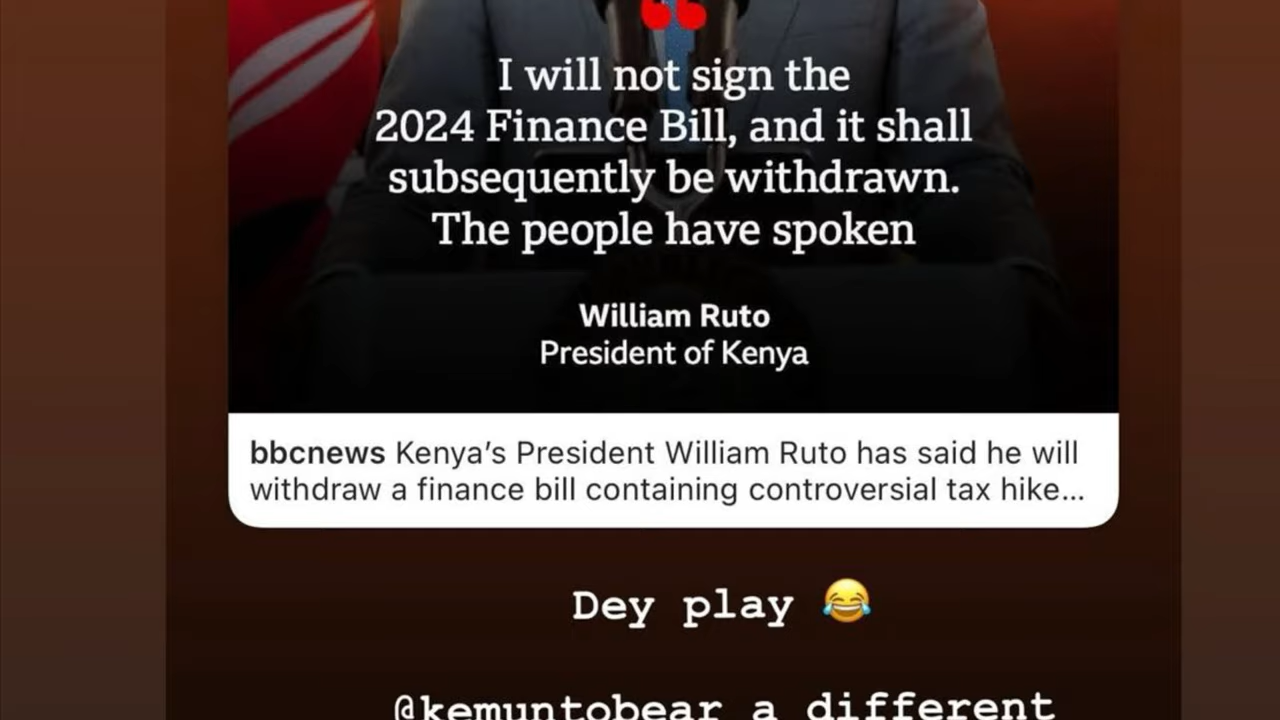 I will not sign the
2024 Finance Bill, and it shall
subsequently be withdrawn.
The people have spoken
William Ruto
President of Kenya
bbcnews Kenya's President William Ruto has said he will
withdraw a finance bill containing controversial tax hike...
Dey play 😂
@kemuntobear a different